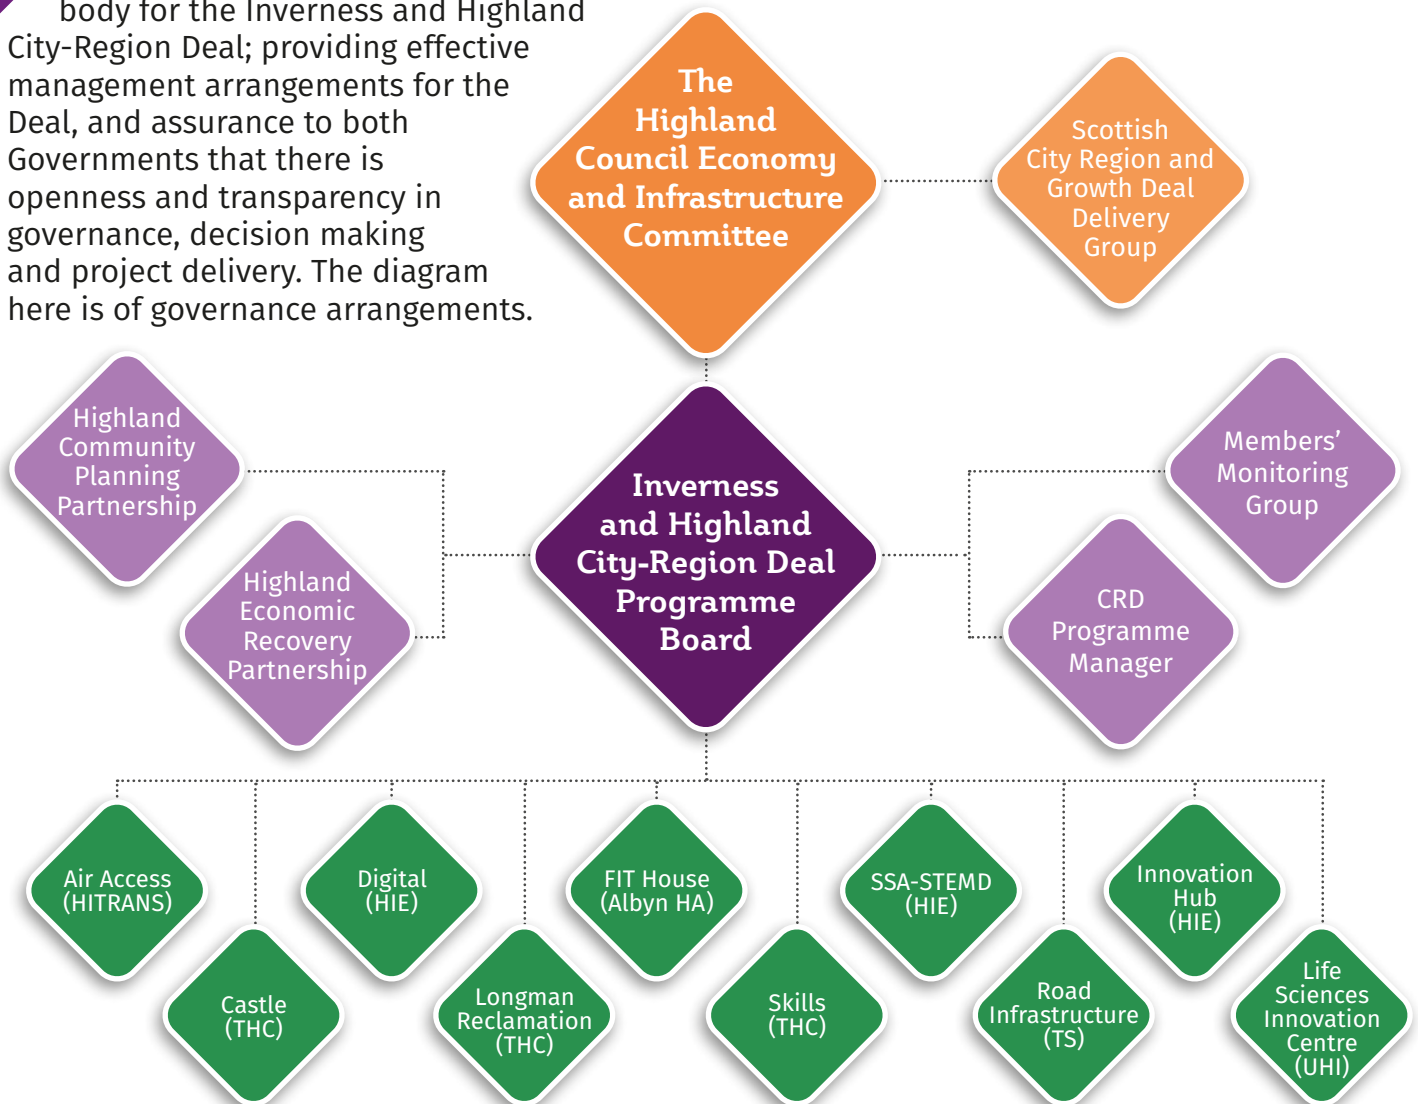 body for the Inverness and Highland
City-Region Deal; providing effective
management arrangements for the
Deal, and assurance to both
Governments that there is
openness and transparency in
governance, decision making
and project delivery. The diagram
here is of governance arrangements.
The
Highland
Council Economy
and Infrastructure
Committee
Scottish
City Region and
Growth Deal
Delivery
Group
Highland
Community
Planning
Partnership
Highland
Economic
Recovery
Partnership
Inverness
and Highland
City-Region Deal
Programme
Board
Members’
Monitoring
Group
CRD
Programme
Manager
Air Access
(HITRANS)
Castle
(THC)
Digital
(HIE)
Longman
Reclamation
(THC)
FIT House
(Albyn HA)
Skills
(THC)
SSA-STEMD
(HIE)
Road
Infrastructure
(TS)
Innovation
Hub
(HIE)
Life
Sciences
Innovation
Centre
(UHI)